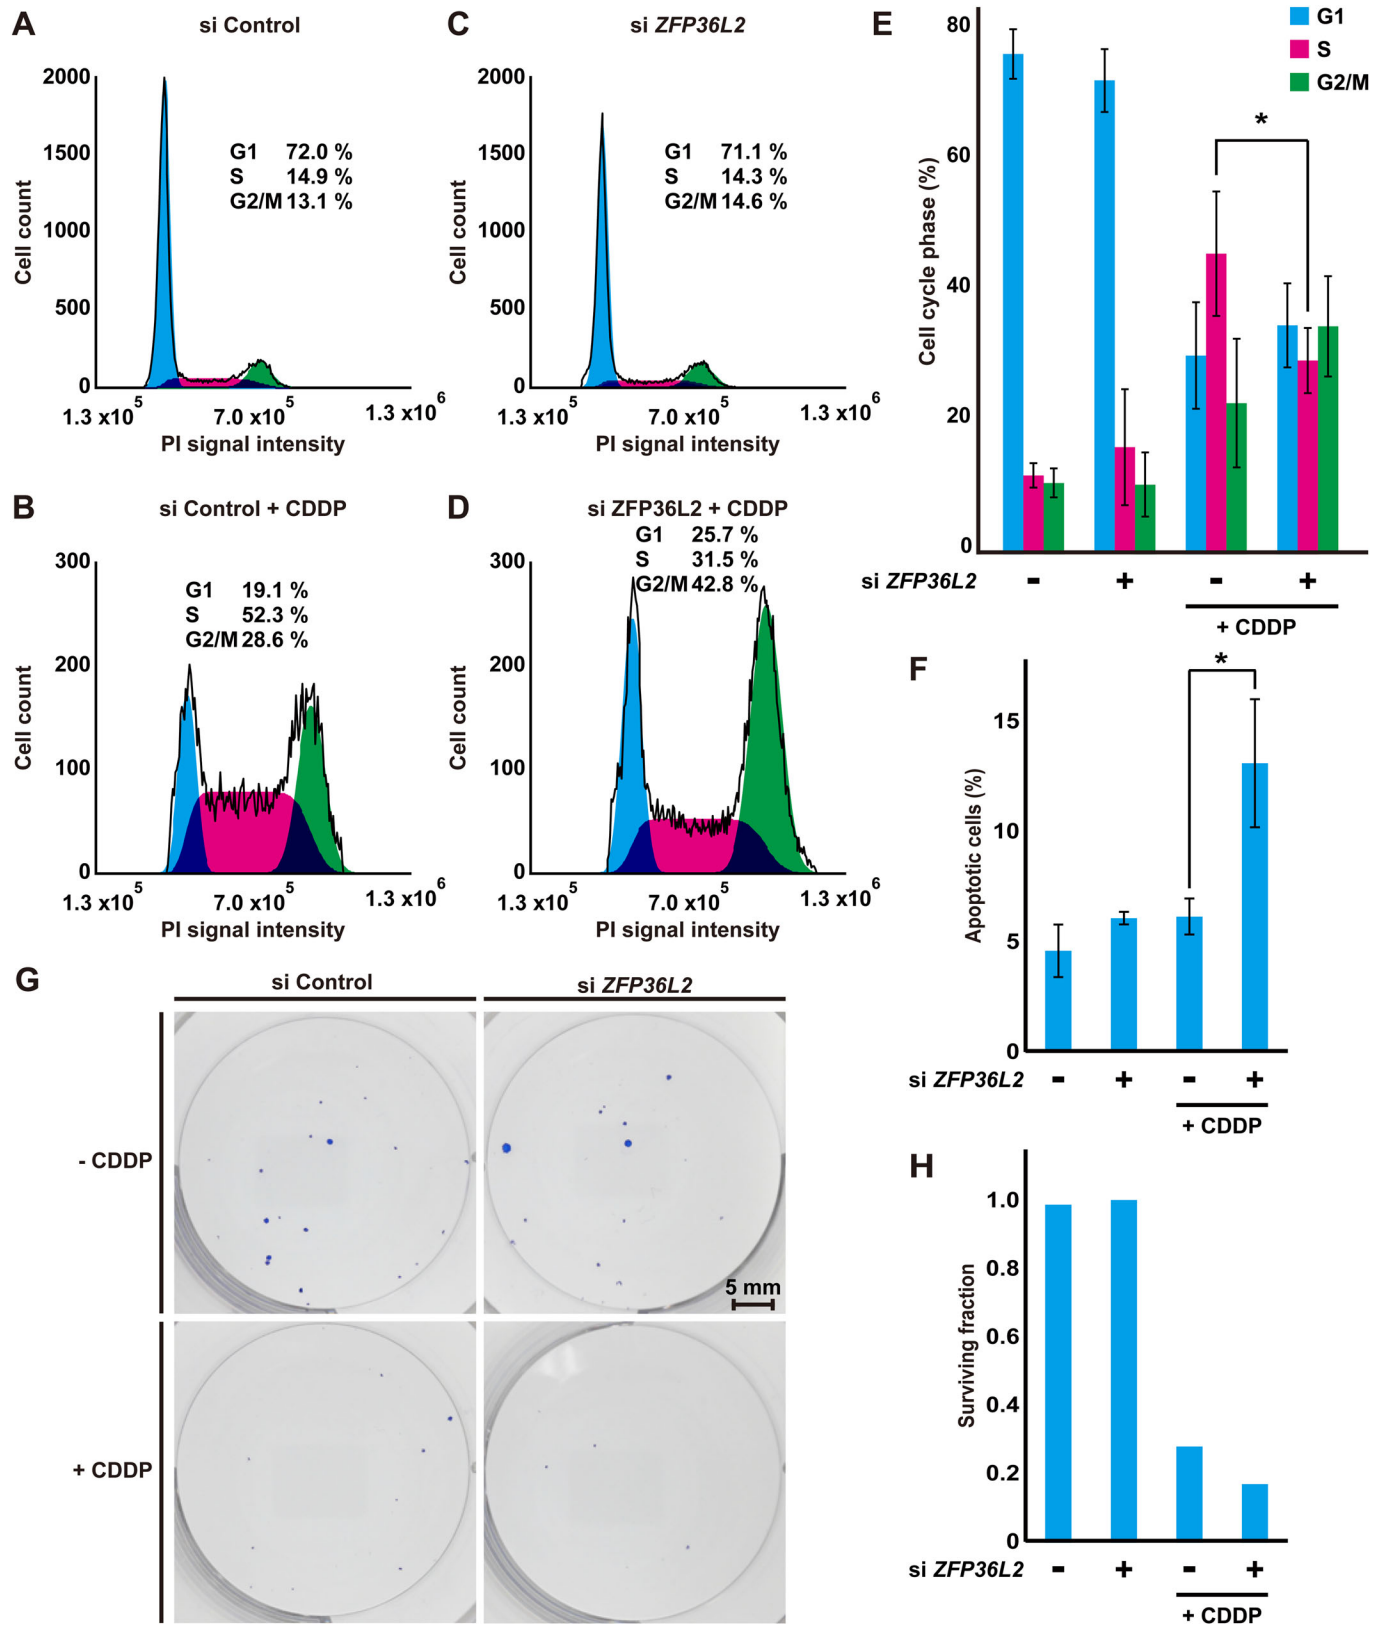 A
si Control
2000
1500
1000
500
0
Cell count
G1 72.0 %
S 14.9 %
G2/M 13.1 %
1.3 x10^5
7.0 x10^5
1.3 x10^6
PI signal intensity
C
si ZFP36L2
2000
1500
1000
500
0
Cell count
G1 71.1 %
S 14.3 %
G2/M 14.6 %
1.3 x10^5
7.0 x10^5
1.3 x10^6
PI signal intensity
E
G1
S
G2/M
80
60
40
20
0
Cell cycle phase (%)
*
si ZFP36L2 - + - +
+ CDDP
B
si Control + CDDP
300
200
100
0
Cell count
G1 19.1 %
S 52.3 %
G2/M 28.6 %
1.3 x10^5
7.0 x10^5
1.3 x10^6
PI signal intensity
D
si ZFP36L2 + CDDP
G1 25.7 %
S 31.5 %
G2/M 42.8 %
300
200
100
0
Cell count
1.3 x10^5
7.0 x10^5
1.3 x10^6
PI signal intensity
F
*
15
10
5
0
Apoptotic cells (%)
si ZFP36L2 - + - +
+ CDDP
G
si Control
si ZFP36L2
- CDDP
5 mm
+ CDDP
H
1.0
0.8
0.6
0.4
0.2
0
Surviving fraction
si ZFP36L2 - + - +
+ CDDP